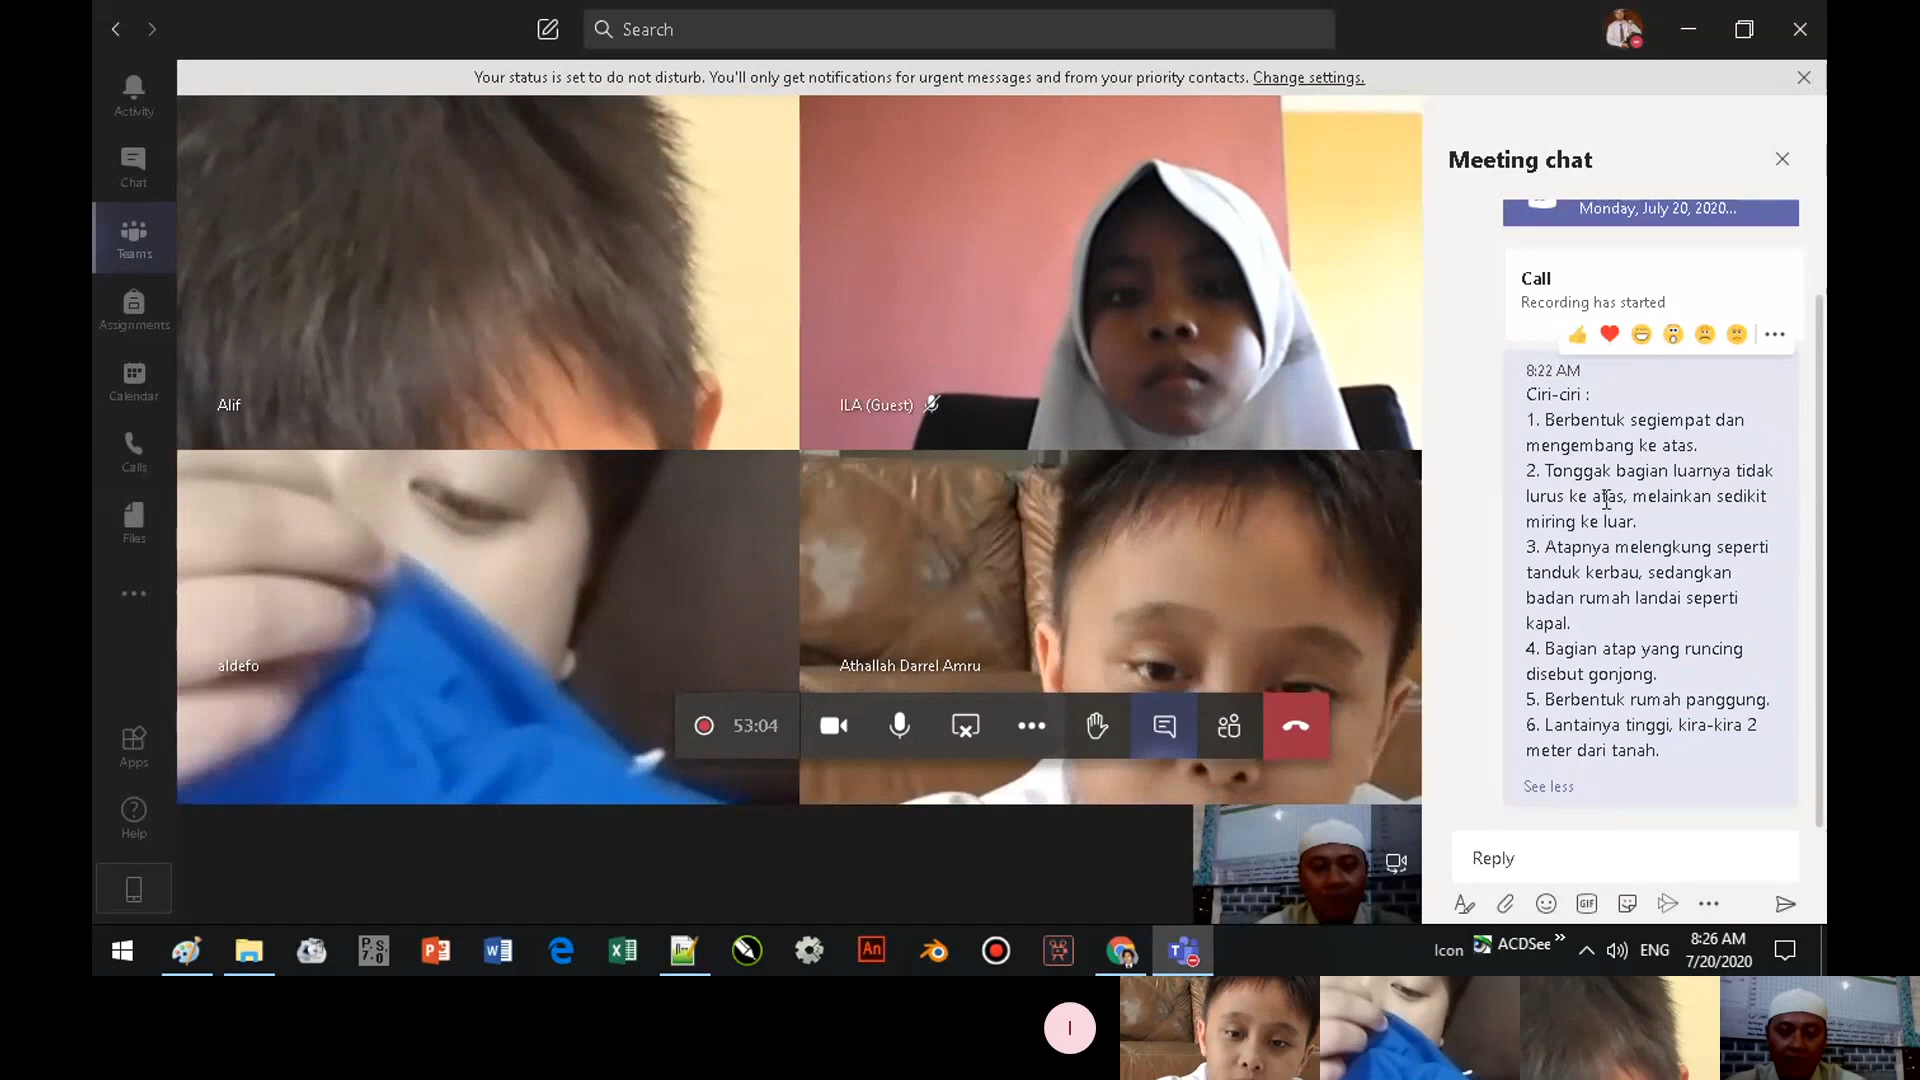 Search
Your status is set to do not disturb. You'll only get notifications for urgent messages and from your priority contacts. Change settings.
Activity
Chat
Teams
Assignments
Calendar
Calls
Files
Apps
Help
Alif
ILA (Guest)
aldefo
Athallah Darrel Amru
53:04
Meeting chat
Monday, July 20, 2020...
Call
Recording has started
8:22 AM
Ciri-ciri :
1. Berbentuk segiempat dan
mengembang ke atas.
2. Tonggak bagian luarnya tidak
lurus ke atas, melainkan sedikit
miring ke luar.
3. Atapnya melengkung seperti
tanduk kerbau, sedangkan
badan rumah landai seperti
kapal.
4. Bagian atap yang runcing
disebut gonjong.
5. Berbentuk rumah panggung.
6. Lantainya tinggi, kira-kira 2
meter dari tanah.
See less
Reply
GIF
P.S.
7.0
An
Icon
ACDSee
ENG
8:26 AM
7/20/2020
I